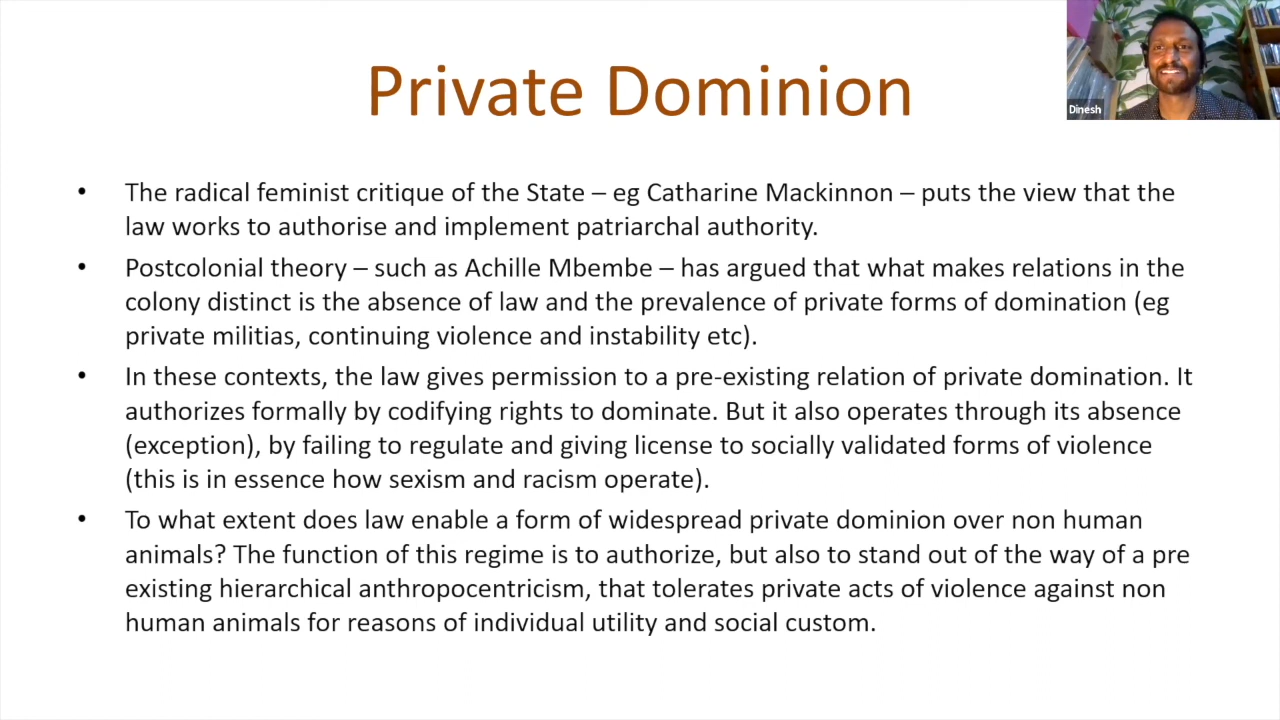 Private Dominion
Dinesh
• The radical feminist critique of the State – eg Catharine Mackinnon – puts the view that the
law works to authorise and implement patriarchal authority.
• Postcolonial theory – such as Achille Mbembe – has argued that what makes relations in the
colony distinct is the absence of law and the prevalence of private forms of domination (eg
private militias, continuing violence and instability etc).
• In these contexts, the law gives permission to a pre-existing relation of private domination. It
authorizes formally by codifying rights to dominate. But it also operates through its absence
(exception), by failing to regulate and giving license to socially validated forms of violence
(this is in essence how sexism and racism operate).
• To what extent does law enable a form of widespread private dominion over non human
animals? The function of this regime is to authorize, but also to stand out of the way of a pre
existing hierarchical anthropocentricism, that tolerates private acts of violence against non
human animals for reasons of individual utility and social custom.